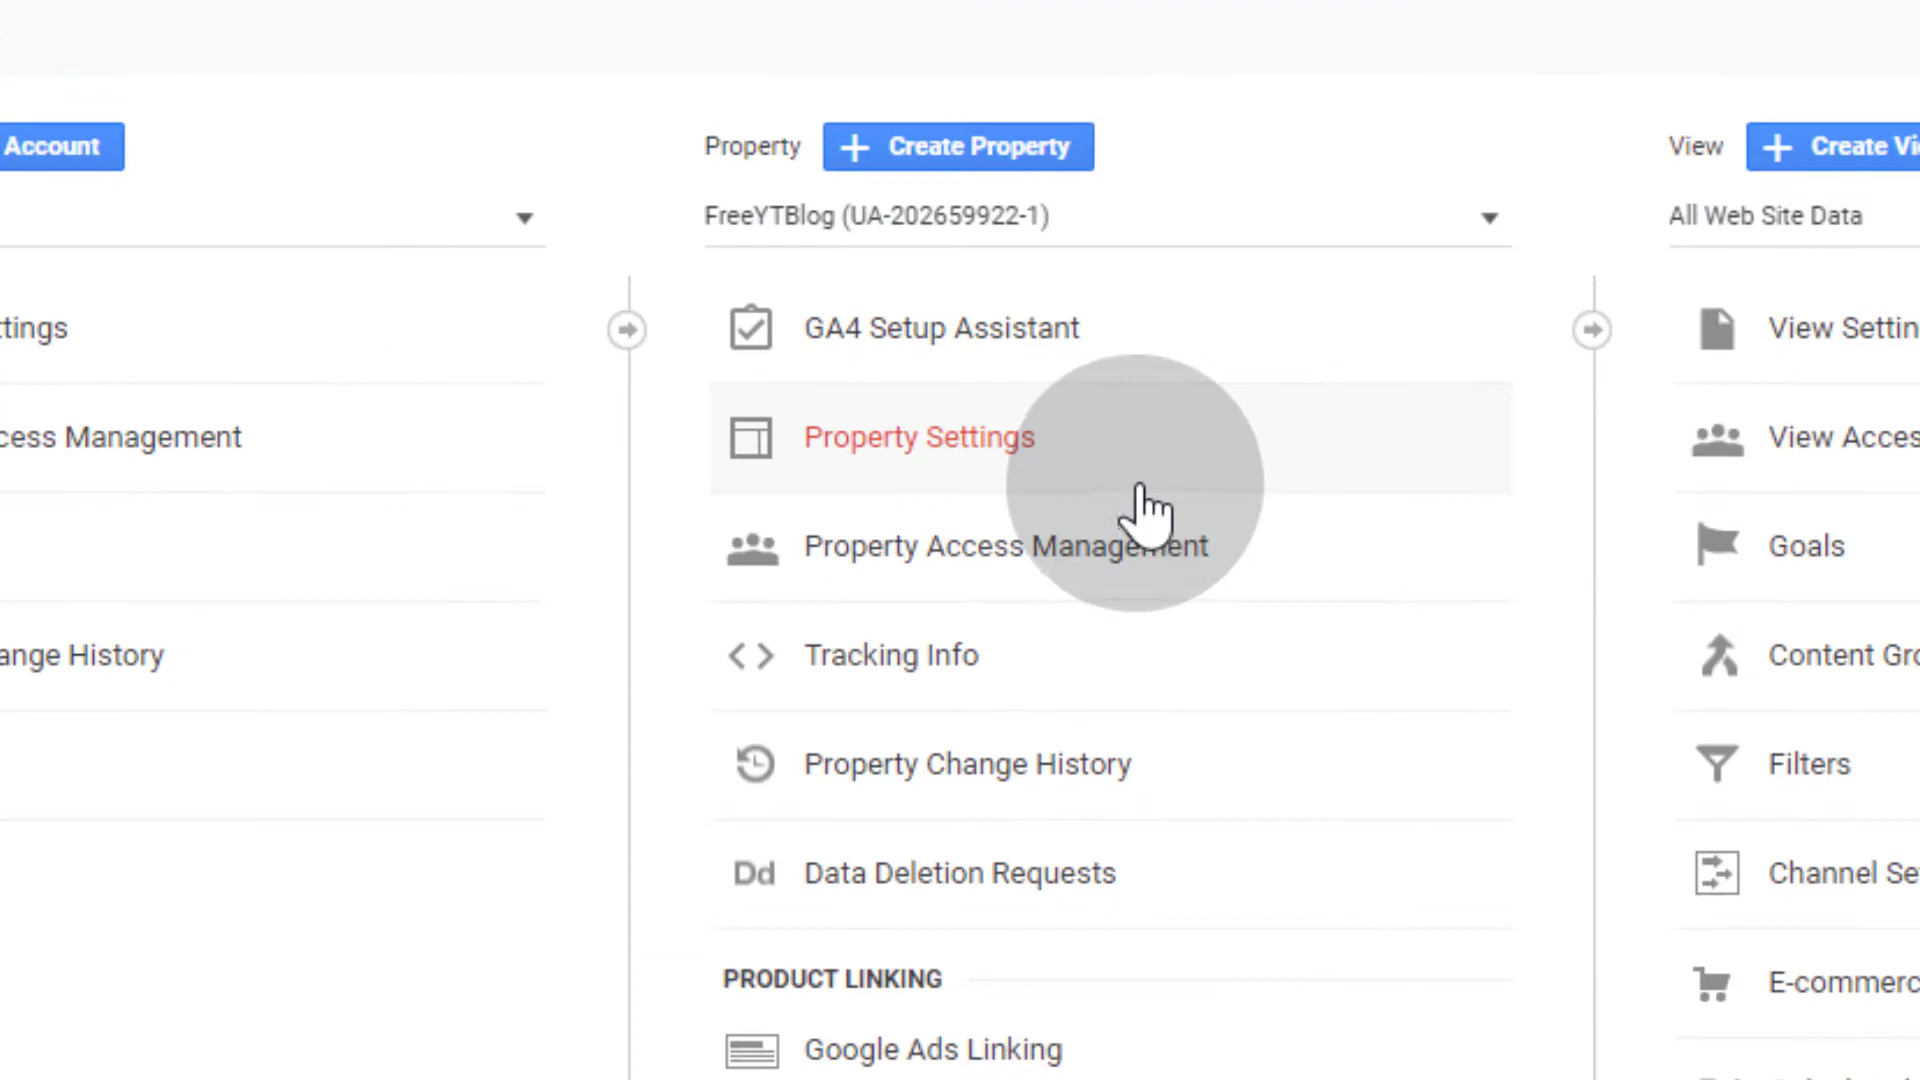 Account
tings
cess Management
ange History
Property
Create Property
FreeYTBlog (UA-202659922-1)
GA4 Setup Assistant
Property Settings
Property Access Management
Tracking Info
Property Change History
Dd Data Deletion Requests
PRODUCT LINKING
Google Ads Linking
View
Create Vi
All Web Site Data
View Settin
View Acces
Goals
Content Gro
Filters
Channel Se
E-commerc